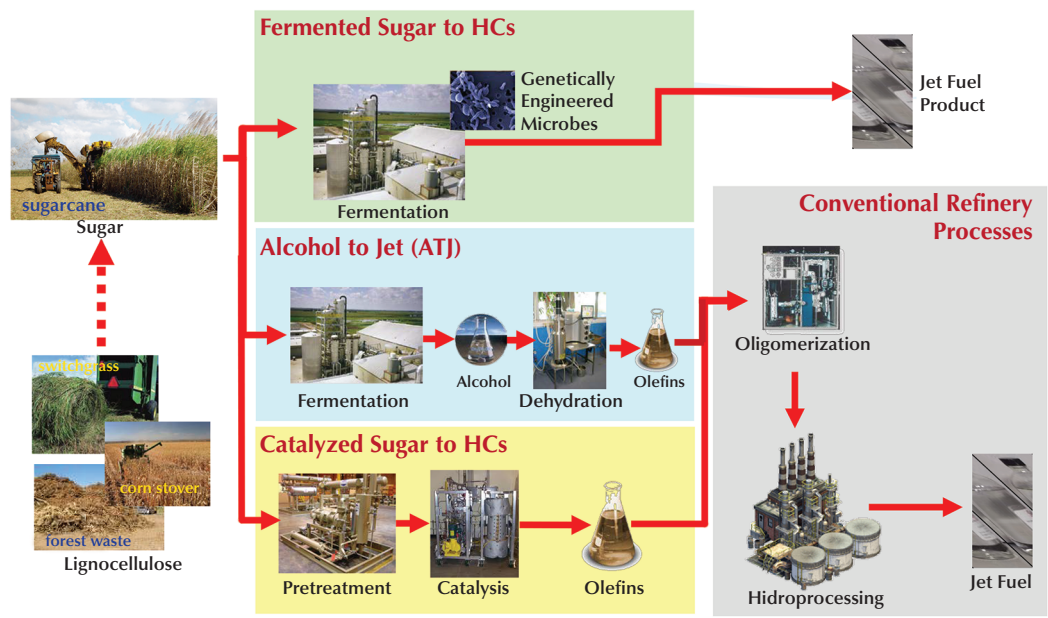 Fermented Sugar to HCs
Genetically
Engineered
Microbes
Fermentation
Jet Fuel
Product
sugarcane
Sugar
Alcohol to Jet (ATJ)
Fermentation
Alcohol
Dehydration
Olefins
Conventional Refinery
Processes
Oligomerization
switchgrass
corn stover
forest waste
Lignocellulose
Catalyzed Sugar to HCs
Pretreatment
Catalysis
Olefins
Hidroprocessing
Jet Fuel